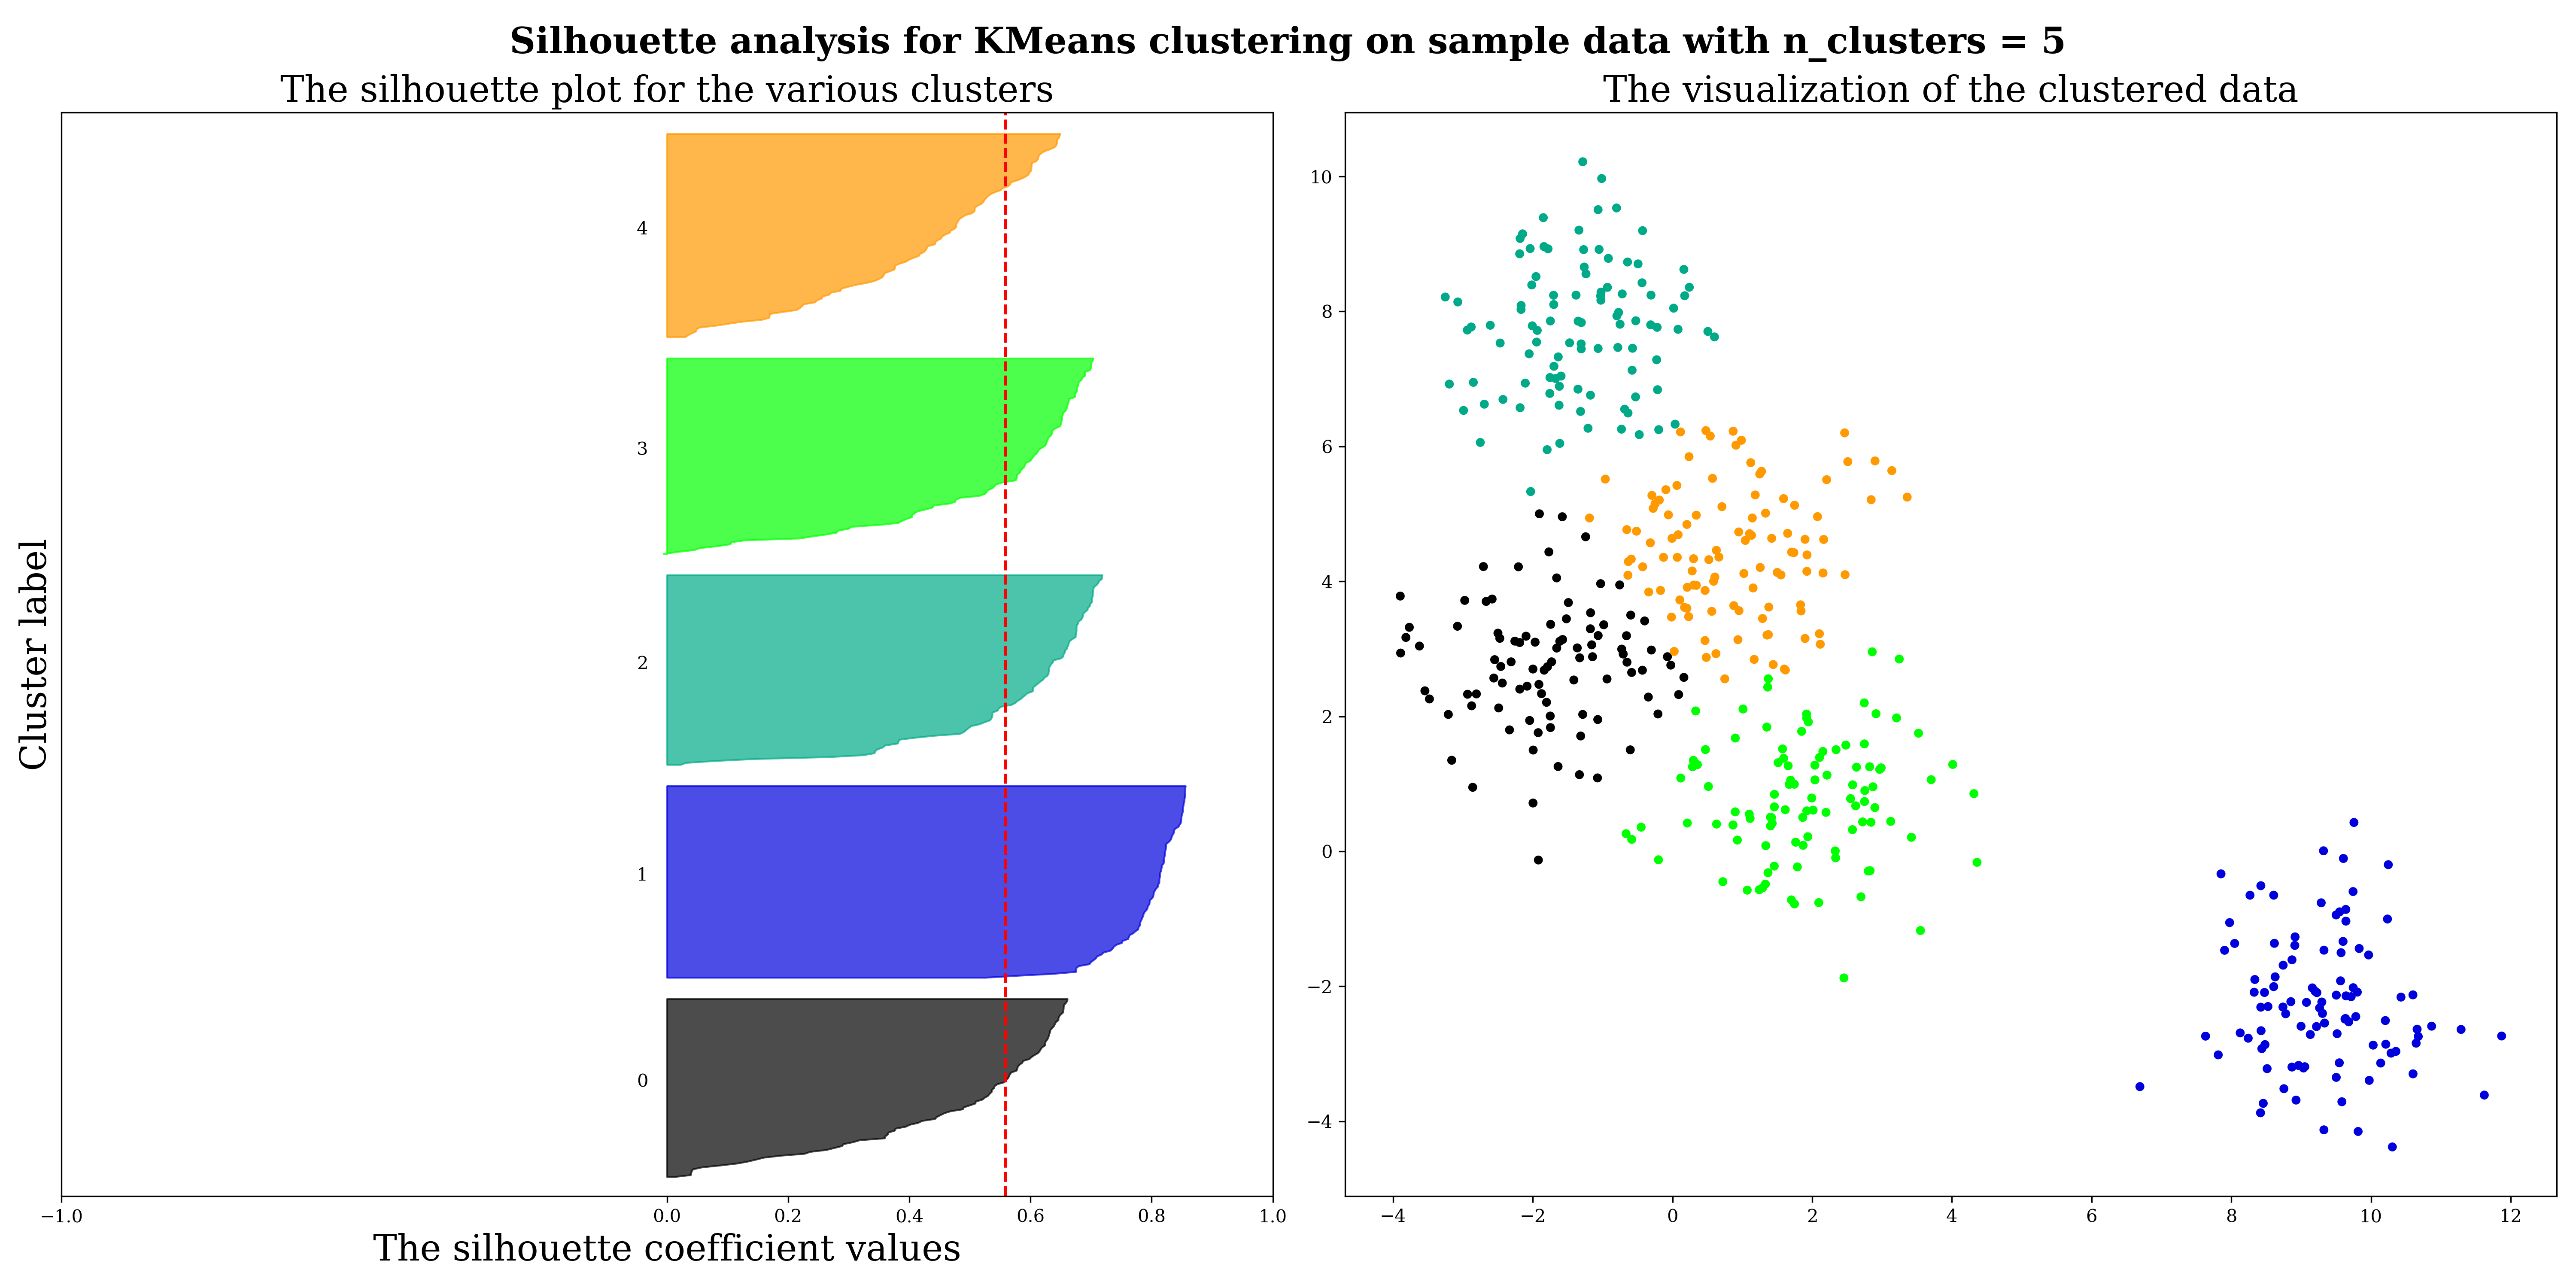 Silhouette analysis for KMeans clustering on sample data with n_clusters = 5
The silhouette plot for the various clusters
Cluster label
4
3
2
1
0
−1.0 0.0 0.2 0.4 0.6 0.8 1.0
The silhouette coefficient values
The visualization of the clustered data
10
8
6
4
2
0
−2
−4
−4 −2 0 2 4 6 8 10 12